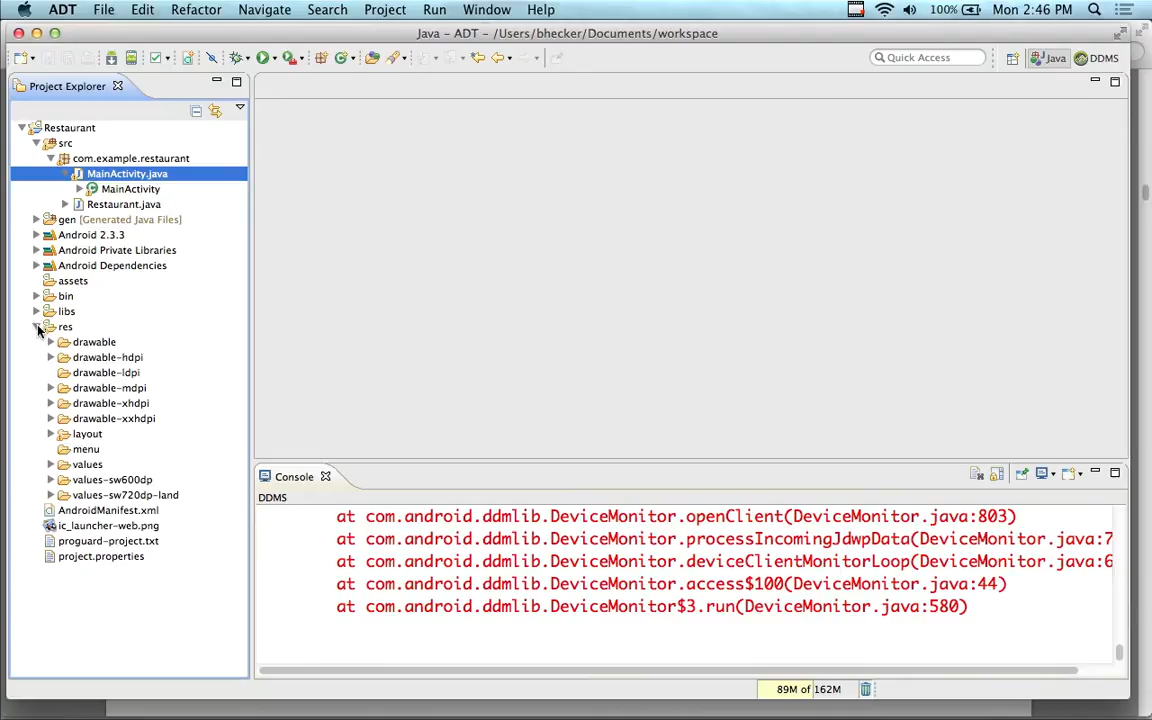 ADT File Edit Refactor Navigate Search Project Run Window Help 100% Mon 2:46 PM
Java – ADT – /Users/bhecker/Documents/workspace
Quick Access Java DDMS
Project Explorer
Restaurant
src
com.example.restaurant
MainActivity.java
MainActivity
Restaurant.java
gen [Generated Java Files]
Android 2.3.3
Android Private Libraries
Android Dependencies
assets
bin
libs
res
drawable
drawable-hdpi
drawable-ldpi
drawable-mdpi
drawable-xhdpi
drawable-xxhdpi
layout
menu
values
values-sw600dp
values-sw720dp-land
AndroidManifest.xml
ic_launcher-web.png
proguard-project.txt
project.properties
Console
DDMS
at com.android.ddmlib.DeviceMonitor.openClient(DeviceMonitor.java:803)
at com.android.ddmlib.DeviceMonitor.processIncomingJdwpData(DeviceMonitor.java:7
at com.android.ddmlib.DeviceMonitor.deviceClientMonitorLoop(DeviceMonitor.java:6
at com.android.ddmlib.DeviceMonitor.access$100(DeviceMonitor.java:44)
at com.android.ddmlib.DeviceMonitor$3.run(DeviceMonitor.java:580)
89M of 162M